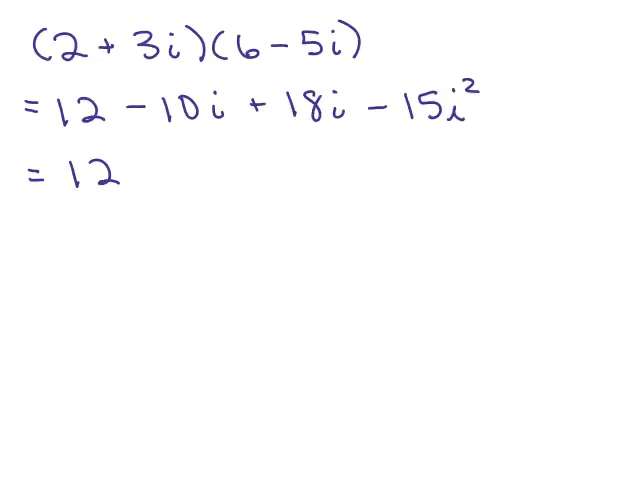 (2 + 3i)(6 - 5i)
= 12 - 10i + 18i - 15i²
= 12